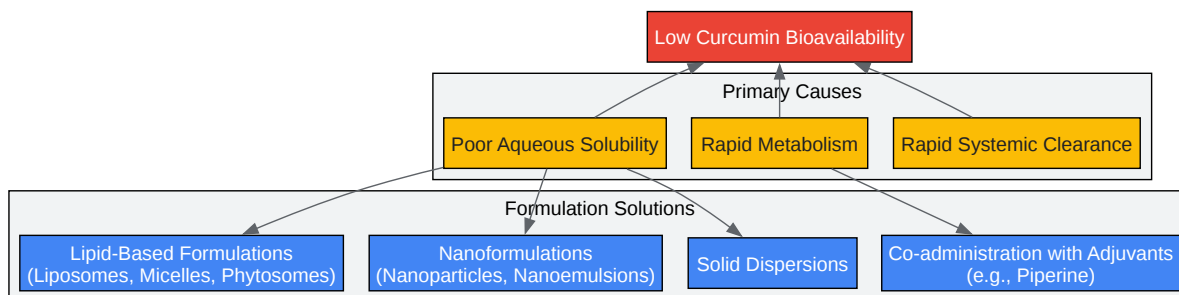 Low Curcumin Bioavailability
Primary Causes
Poor Aqueous Solubility
Rapid Metabolism
Rapid Systemic Clearance
Formulation Solutions
Lipid-Based Formulations
(Liposomes, Micelles, Phytosomes)
Nanoformulations
(Nanoparticles, Nanoemulsions)
Solid Dispersions
Co-administration with Adjuvants
(e.g., Piperine)